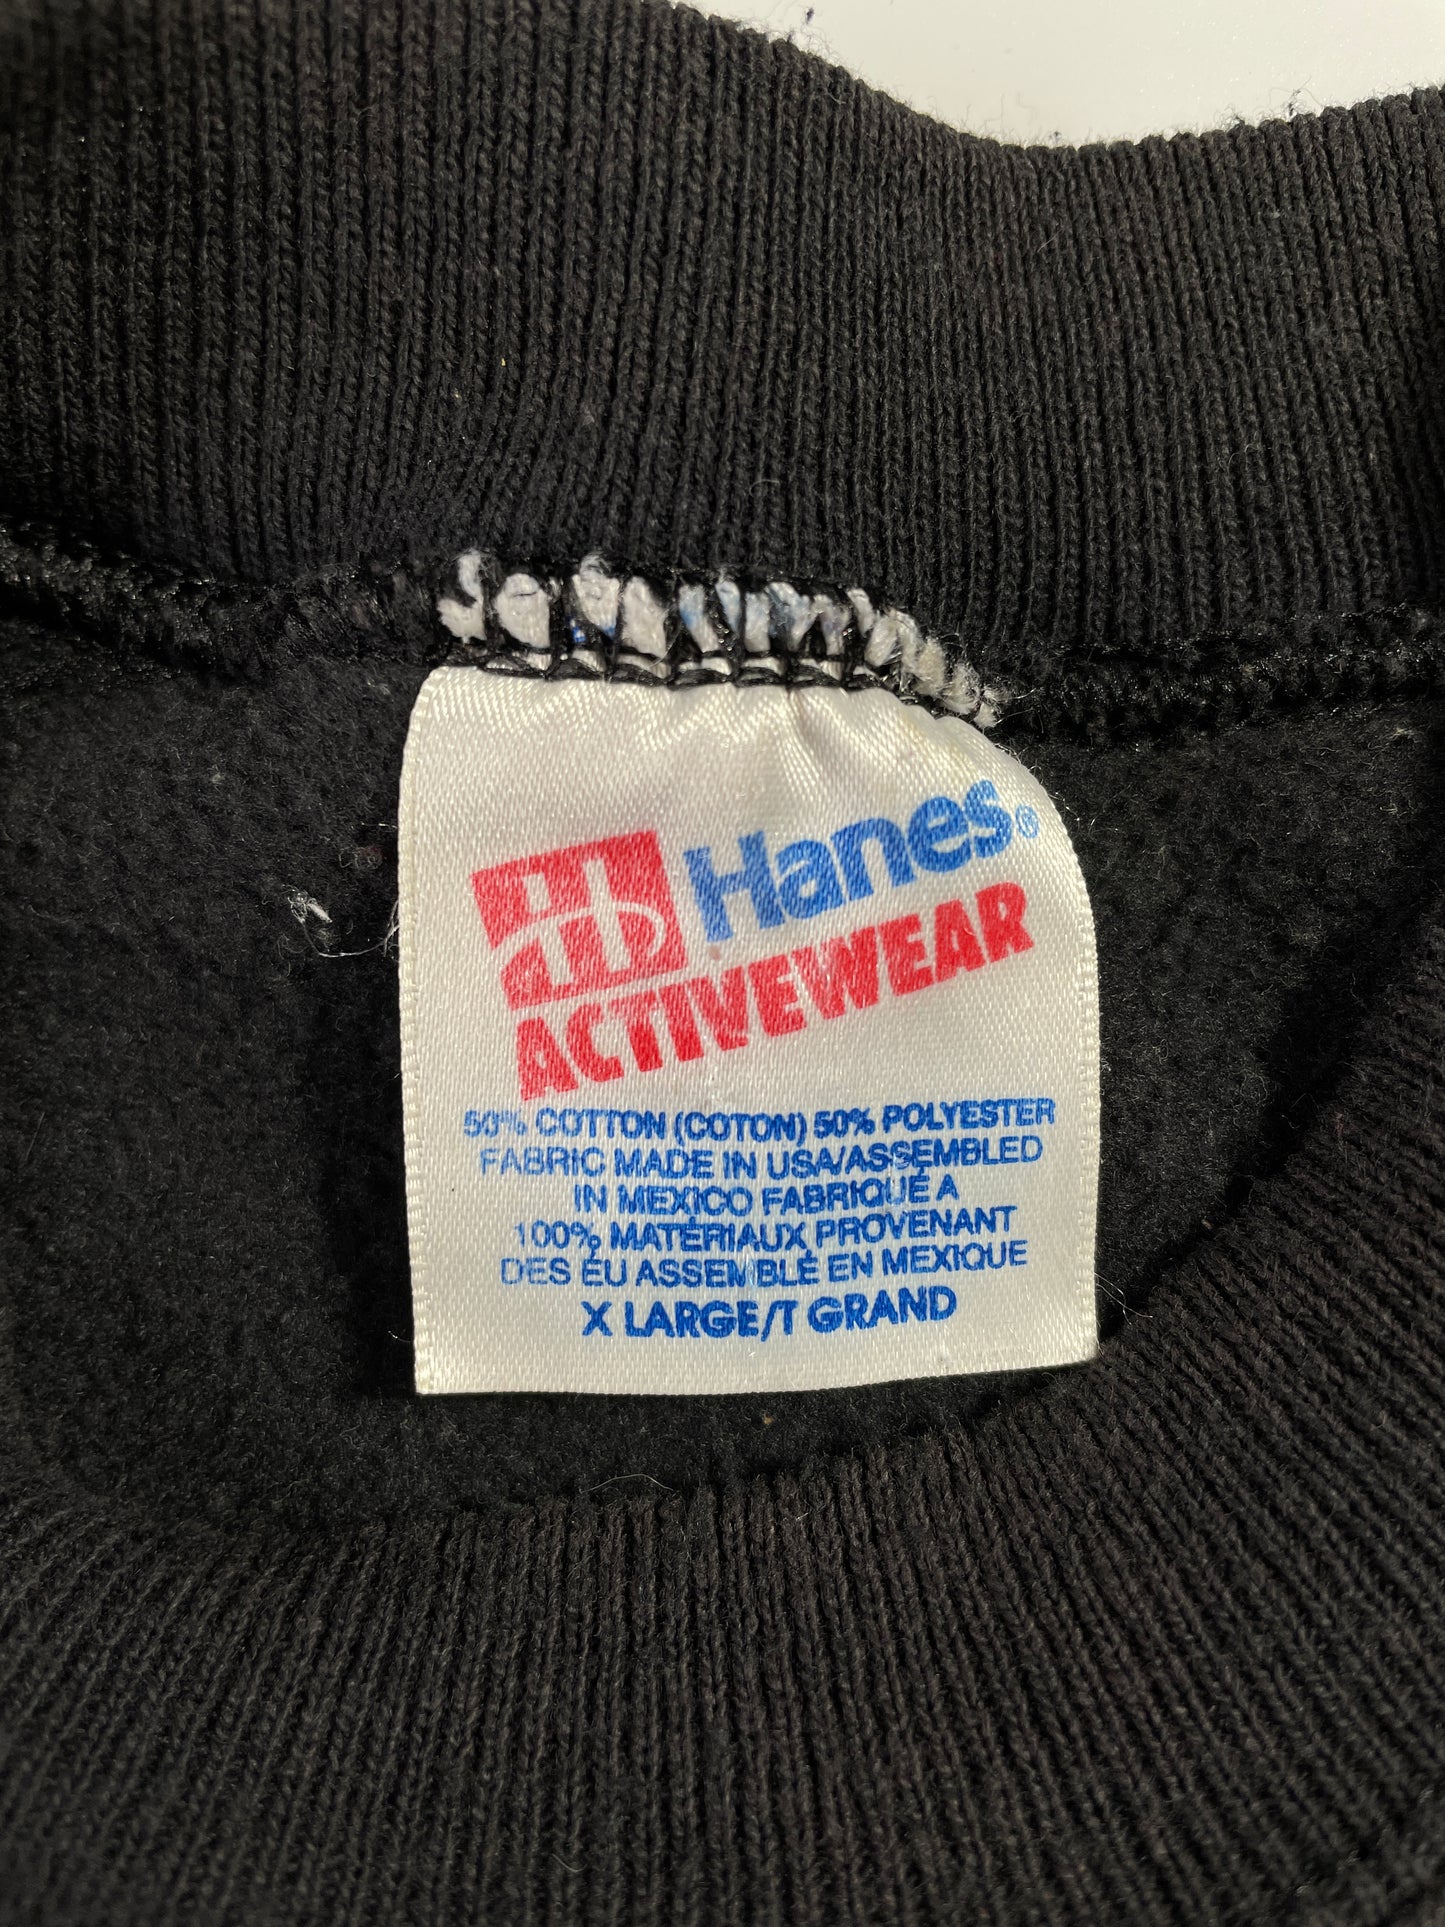 Hanes®
ACTIVEWEAR
50% COTTON (COTON) 50% POLYESTER
FABRIC MADE IN USA/ASSEMBLED
IN MEXICO FABRIQUÉ A
100% MATÉRIAUX PROVENANT
DES ÉU ASSEMBLÉ EN MEXIQUE
X LARGE/T GRAND